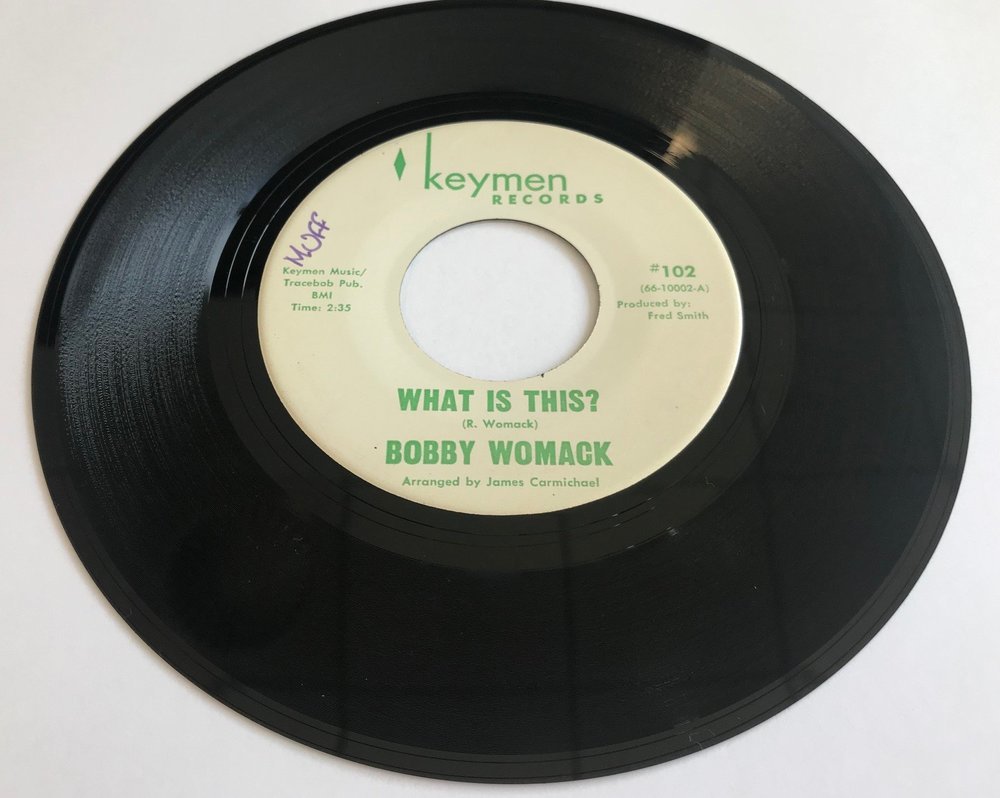 keymen
RECORDS
MUFF
Keymen Music/
Tracebob Pub.
BMI
Time: 2:35
#102
(66-10002-A)
Produced by:
Fred Smith
WHAT IS THIS?
(R. Womack)
BOBBY WOMACK
Arranged by James Carmichael